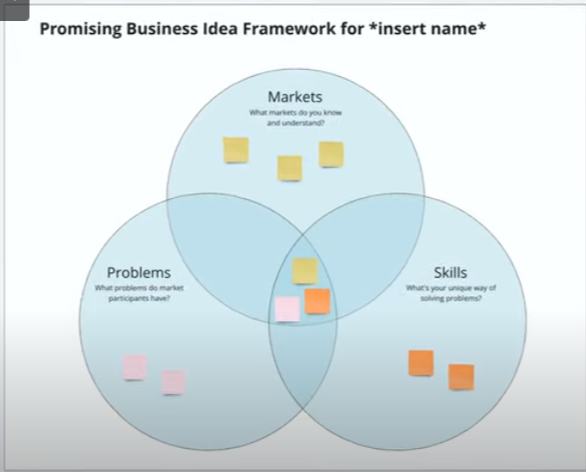 Promising Business Idea Framework for *insert name*
Markets
What markets do you know
and understand?
Problems
What problems do market
participants have?
Skills
What's your unique way of
solving problems?